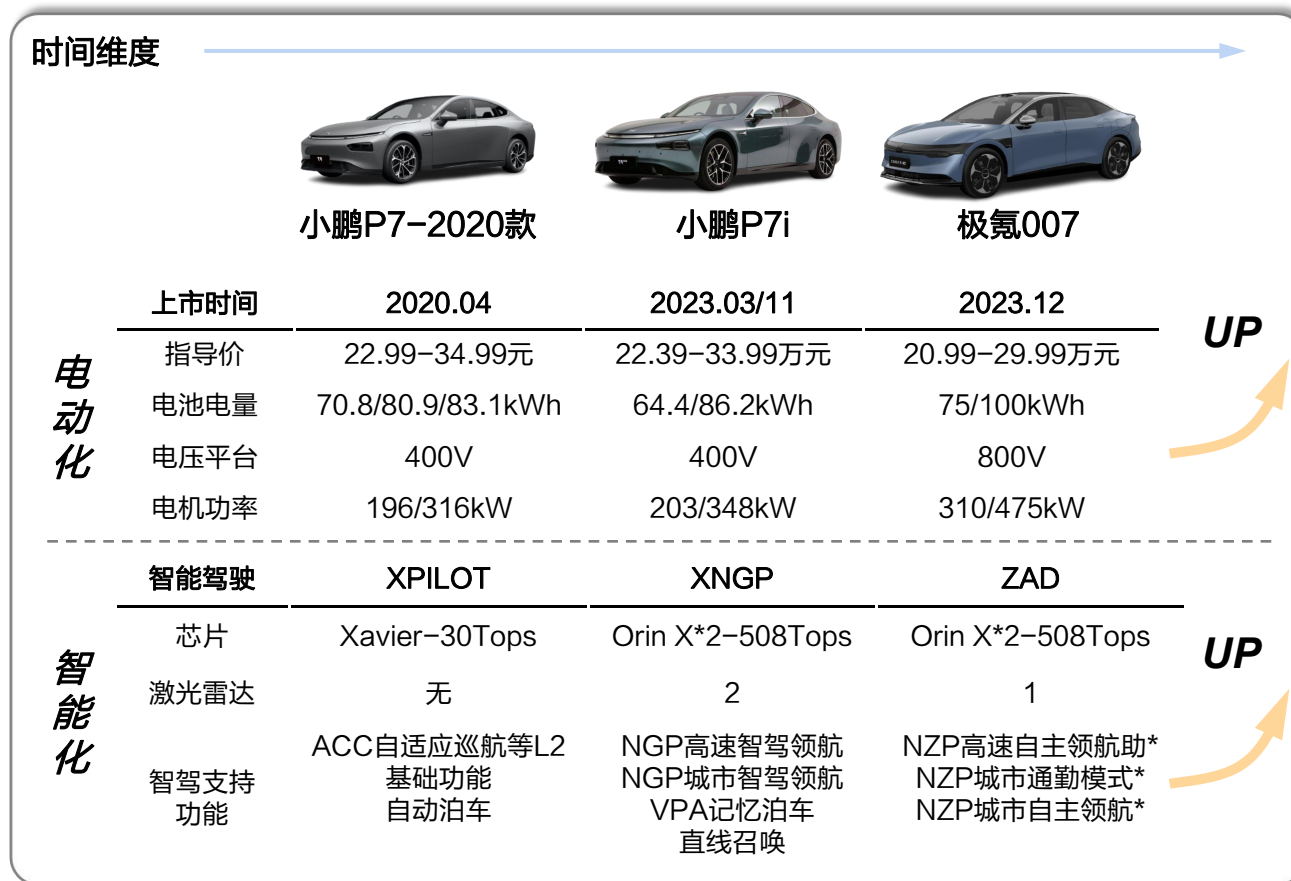 时间维度
小鹏P7-2020款 小鹏P7i 极氪007
上市时间 2020.04 2023.03/11 2023.12
UP
电动化
指导价 22.99-34.99元 22.39-33.99万元 20.99-29.99万元
电池电量 70.8/80.9/83.1kWh 64.4/86.2kWh 75/100kWh
电压平台 400V 400V 800V
电机功率 196/316kW 203/348kW 310/475kW
智能驾驶 XPILOT XNGP ZAD
UP
智能化
芯片 Xavier-30Tops Orin X*2-508Tops Orin X*2-508Tops
激光雷达 无 2 1
智驾支持
功能
ACC自适应巡航等L2
基础功能
自动泊车
NGP高速智驾领航
NGP城市智驾领航
VPA记忆泊车
直线召唤
NZP高速自主领航助*
NZP城市通勤模式*
NZP城市自主领航*